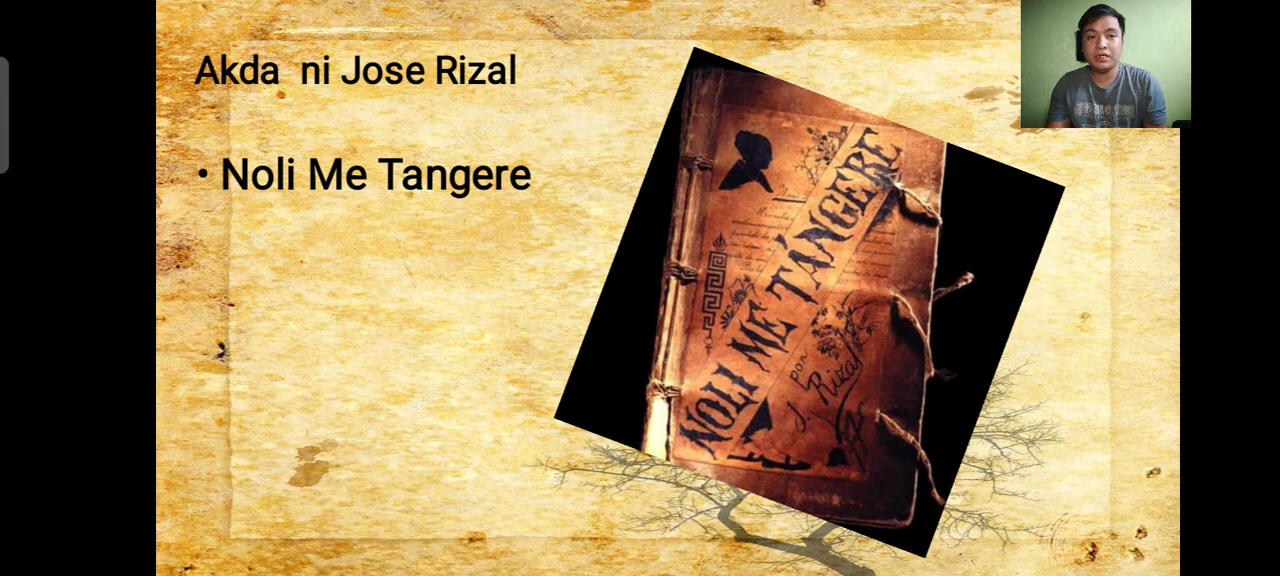 Akda ni Jose Rizal
• Noli Me Tangere
NOLI ME TÁNGERE
por
J. Rizal